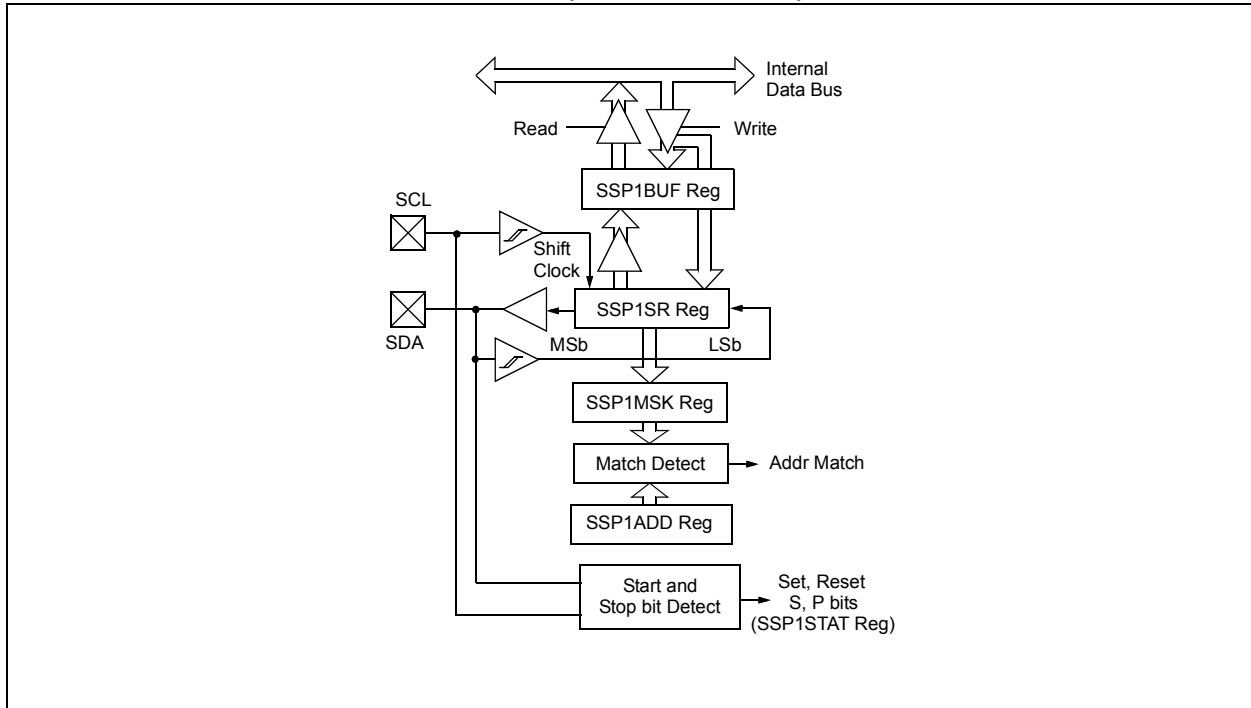 Internal
Data Bus
Read
Write
SSP1BUF Reg
SCL
Shift
Clock
SSP1SR Reg
SDA
MSb
LSb
SSP1MSK Reg
Match Detect
Addr Match
SSP1ADD Reg
Start and
Stop bit Detect
Set, Reset
S, P bits
(SSP1STAT Reg)